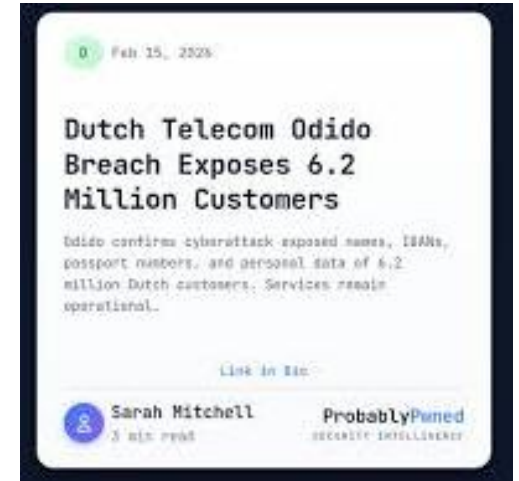 D Feb 15, 2026
Dutch Telecom Odido
Breach Exposes 6.2
Million Customers
Odido confirms cyberattack exposed names, IBANs,
passport numbers, and personal data of 6.2
million Dutch customers. Services remain
operational.
Link in Bio
Sarah Mitchell
3 min read
ProbablyPwned
SECURITY INTELLIGENCE